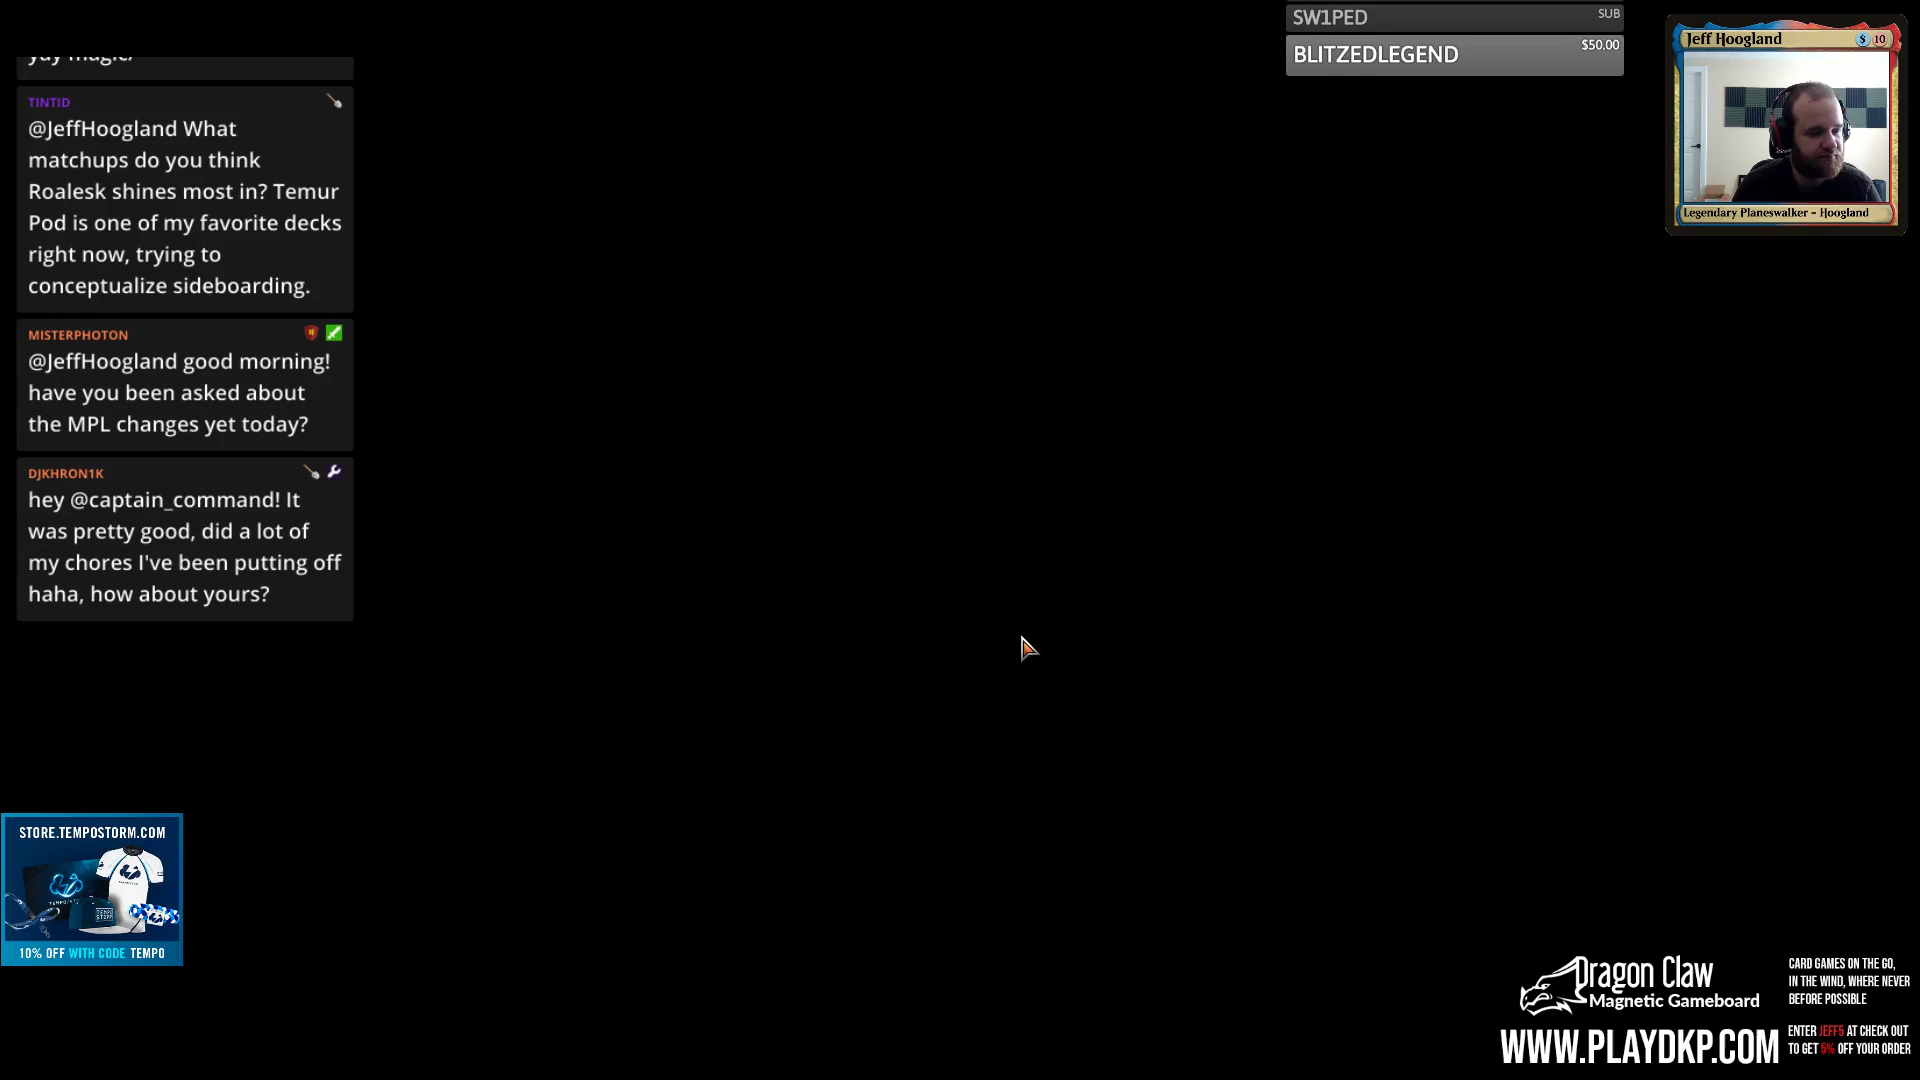 SW1PED
SUB
BLITZEDLEGEND
$50.00
Jeff Hoogland
$ 10
Legendary Planeswalker - Hoogland
yay magic/
TINTID
@JeffHoogland What
matchups do you think
Roalesk shines most in? Temur
Pod is one of my favorite decks
right now, trying to
conceptualize sideboarding.
MISTERPHOTON
@JeffHoogland good morning!
have you been asked about
the MPL changes yet today?
DJKHRON1K
hey @captain_command! It
was pretty good, did a lot of
my chores I've been putting off
haha, how about yours?
STORE.TEMPOSTORM.COM
10% OFF WITH CODE TEMPO
Dragon Claw
Magnetic Gameboard
WWW.PLAYDKP.COM
CARD GAMES ON THE GO,
IN THE WIND, WHERE NEVER
BEFORE POSSIBLE
ENTER JEFF5 AT CHECK OUT
TO GET 5% OFF YOUR ORDER